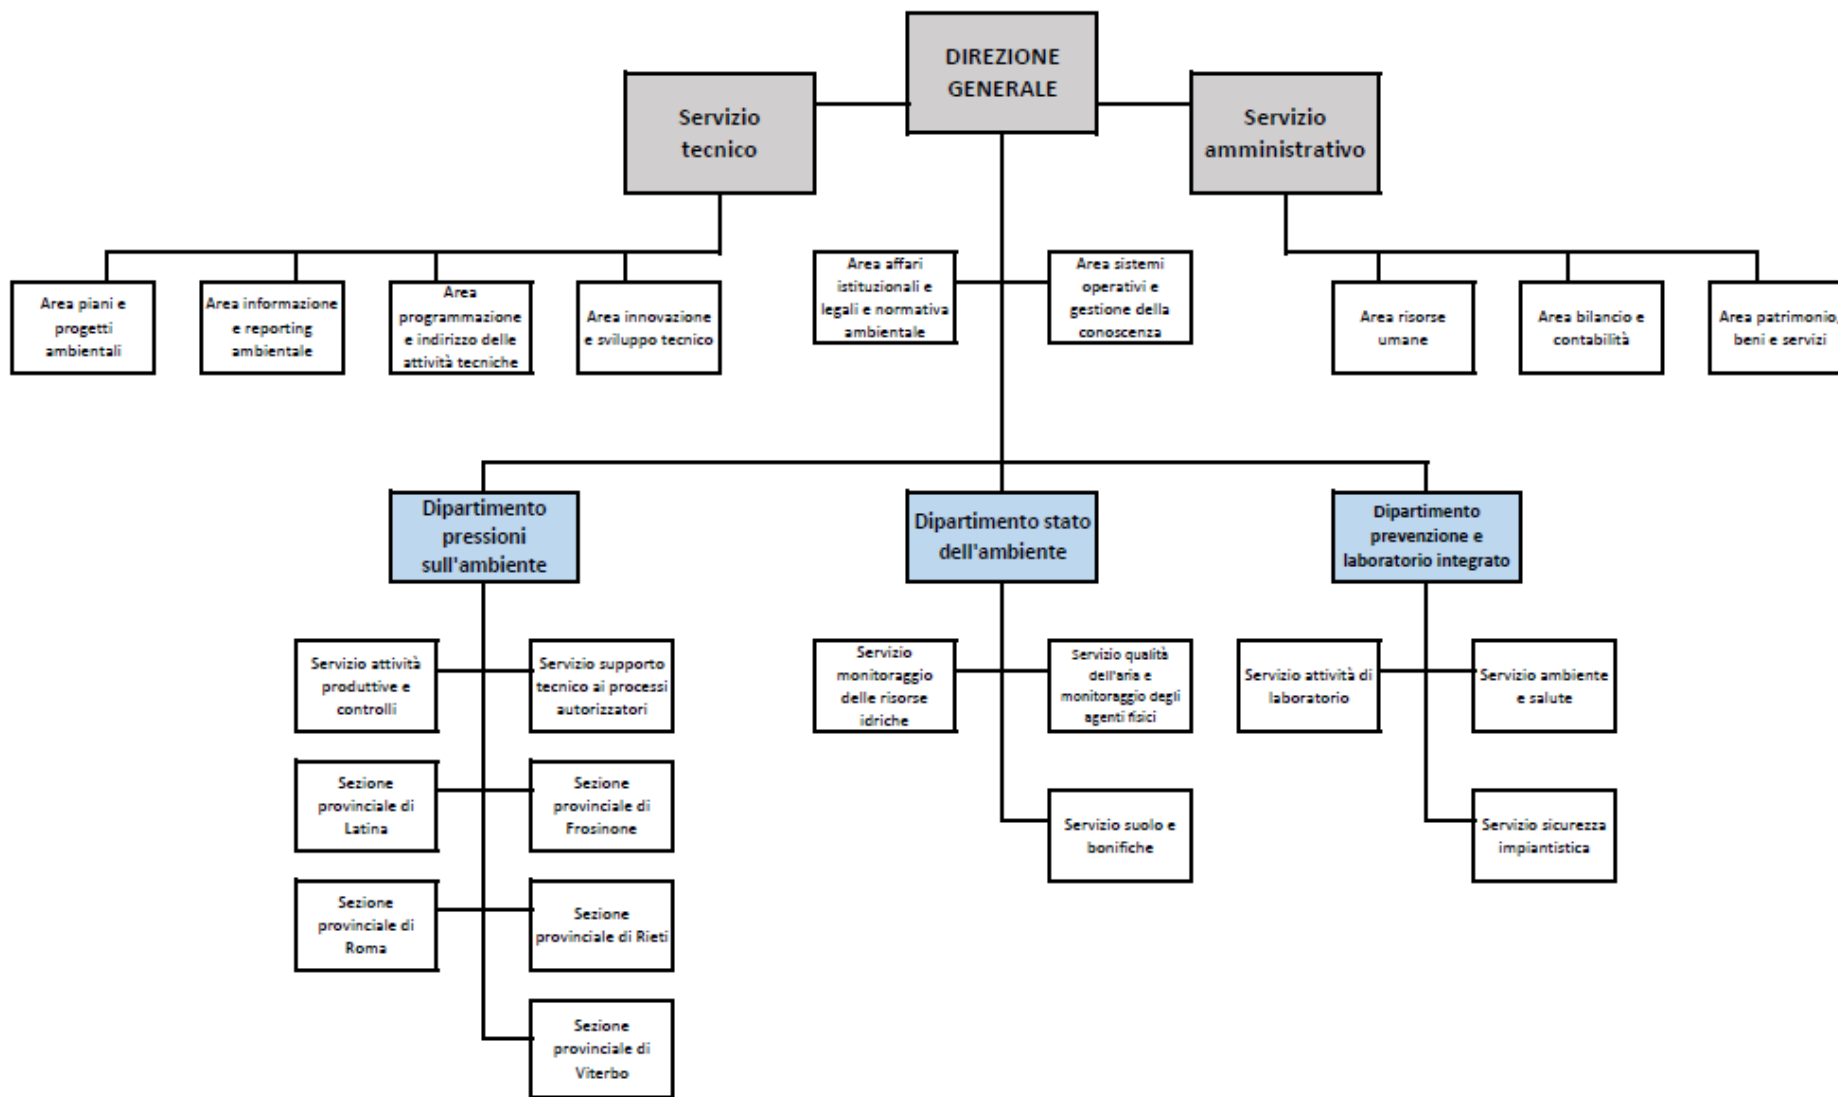 DIREZIONE
GENERALE
Servizio
tecnico
Servizio
amministrativo
Area piani e
progetti
ambientali
Area informazione
e reporting
ambientale
Area
programmazione
e indirizzo delle
attività tecniche
Area innovazione
e sviluppo tecnico
Area affari
istituzionali e
legali e normativa
ambientale
Area sistemi
operativi e
gestione della
conoscenza
Area risorse
umane
Area bilancio e
contabilità
Area patrimonio,
beni e servizi
Dipartimento
pressioni
sull'ambiente
Dipartimento stato
dell'ambiente
Dipartimento
prevenzione e
laboratorio integrato
Servizio attività
produttive e
controlli
Servizio supporto
tecnico ai processi
autorizzatori
Servizio
monitoraggio
delle risorse
idriche
Servizio qualità
dell'aria e
monitoraggio degli
agenti fisici
Servizio attività di
laboratorio
Servizio ambiente
e salute
Sezione
provinciale di
Latina
Sezione
provinciale di
Frosinone
Servizio suolo e
bonifiche
Servizio sicurezza
impiantistica
Sezione
provinciale di
Roma
Sezione
provinciale di Rieti
Sezione
provinciale di
Viterbo